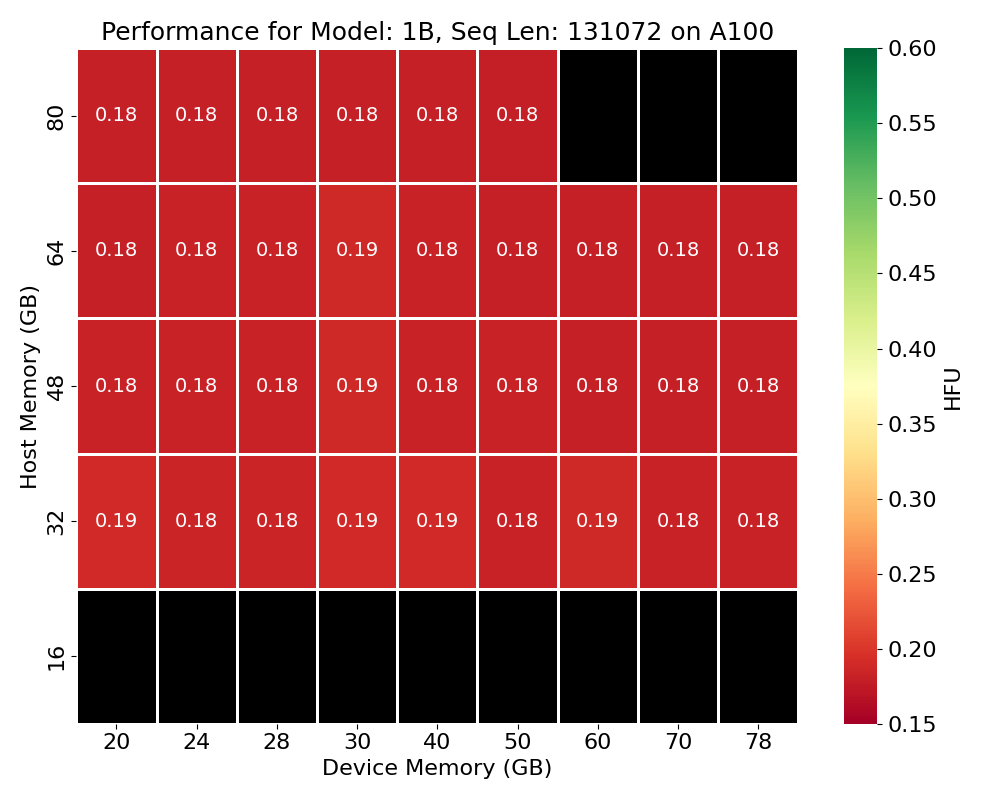 Performance for Model: 1B, Seq Len: 131072 on A100
Host Memory (GB)
80
0.18 0.18 0.18 0.18 0.18 0.18
64
0.18 0.18 0.18 0.19 0.18 0.18 0.18 0.18 0.18
48
0.18 0.18 0.18 0.19 0.18 0.18 0.18 0.18 0.18
32
0.19 0.18 0.18 0.19 0.19 0.18 0.19 0.18 0.18
16
20 24 28 30 40 50 60 70 78
Device Memory (GB)
0.60
0.55
0.50
0.45
0.40
0.35
0.30
0.25
0.20
0.15
HFU